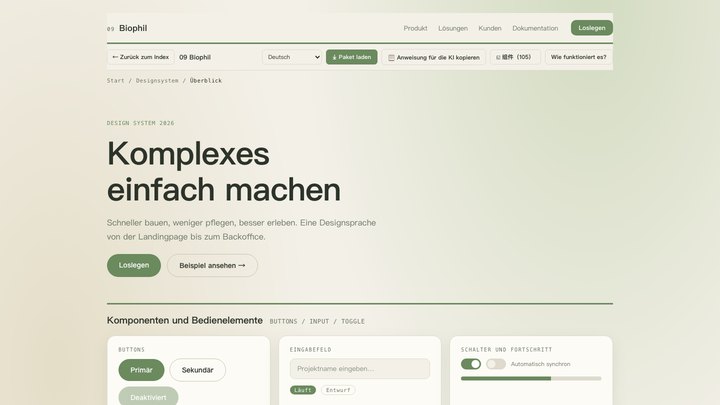 09 Biophil
Produkt Lösungen Kunden Dokumentation Loslegen
← Zurück zum Index 09 Biophil Deutsch Paket laden Anweisung für die KI kopieren 组件 (105) Wie funktioniert es?
Start / Designsystem / Überblick
DESIGN SYSTEM 2026
Komplexes
einfach machen
Schneller bauen, weniger pflegen, besser erleben. Eine Designsprache
von der Landingpage bis zum Backoffice.
Loslegen Beispiel ansehen →
Komponenten und Bedienelemente BUTTONS / INPUT / TOGGLE
BUTTONS
Primär Sekundär
Deaktiviert
EINGABEFELD
Projektname eingeben…
Läuft Entwurf
SCHALTER UND FORTSCHRITT
Automatisch synchron